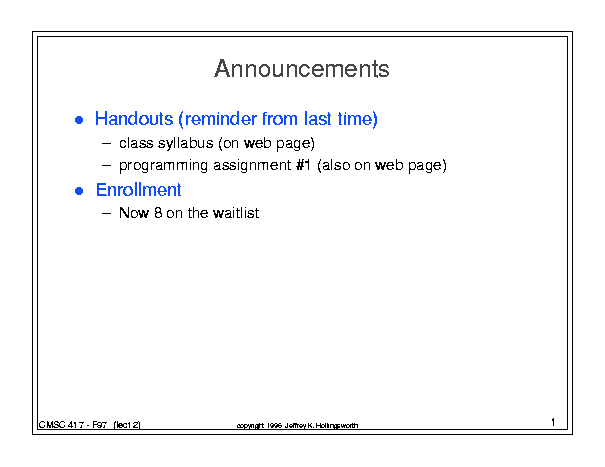 Announcements
● Handouts (reminder from last time)
– class syllabus (on web page)
– programming assignment #1 (also on web page)
● Enrollment
– Now 8 on the waitlist
CMSC 417 - F97 (lect 2)
copyright 1996 Jeffrey K. Hollingsworth
1